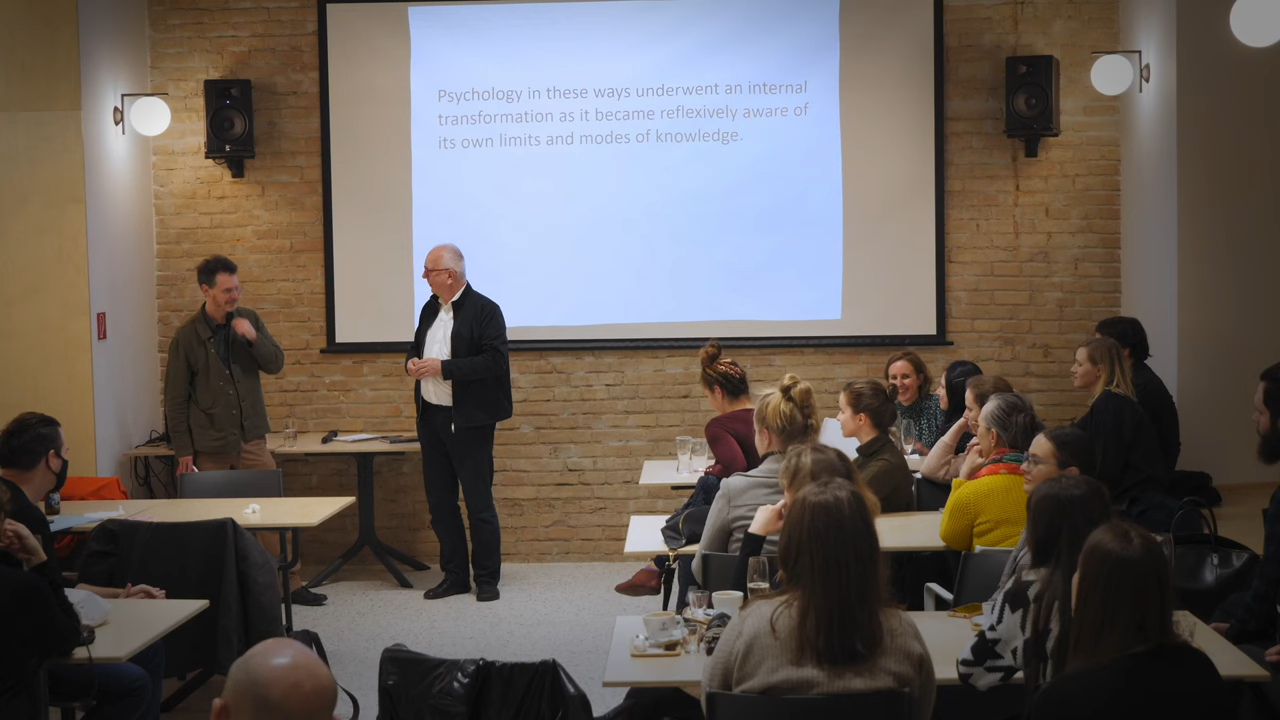 Psychology in these ways underwent an internal
transformation as it became reflexively aware of
its own limits and modes of knowledge.